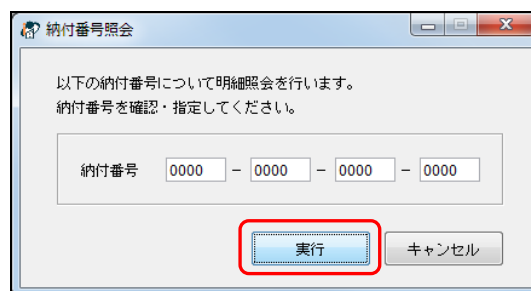 納付番号照会
以下の納付番号について明細照会を行います。
納付番号を確認・指定してください。
納付番号 0000 - 0000 - 0000 - 0000
実行 キャンセル